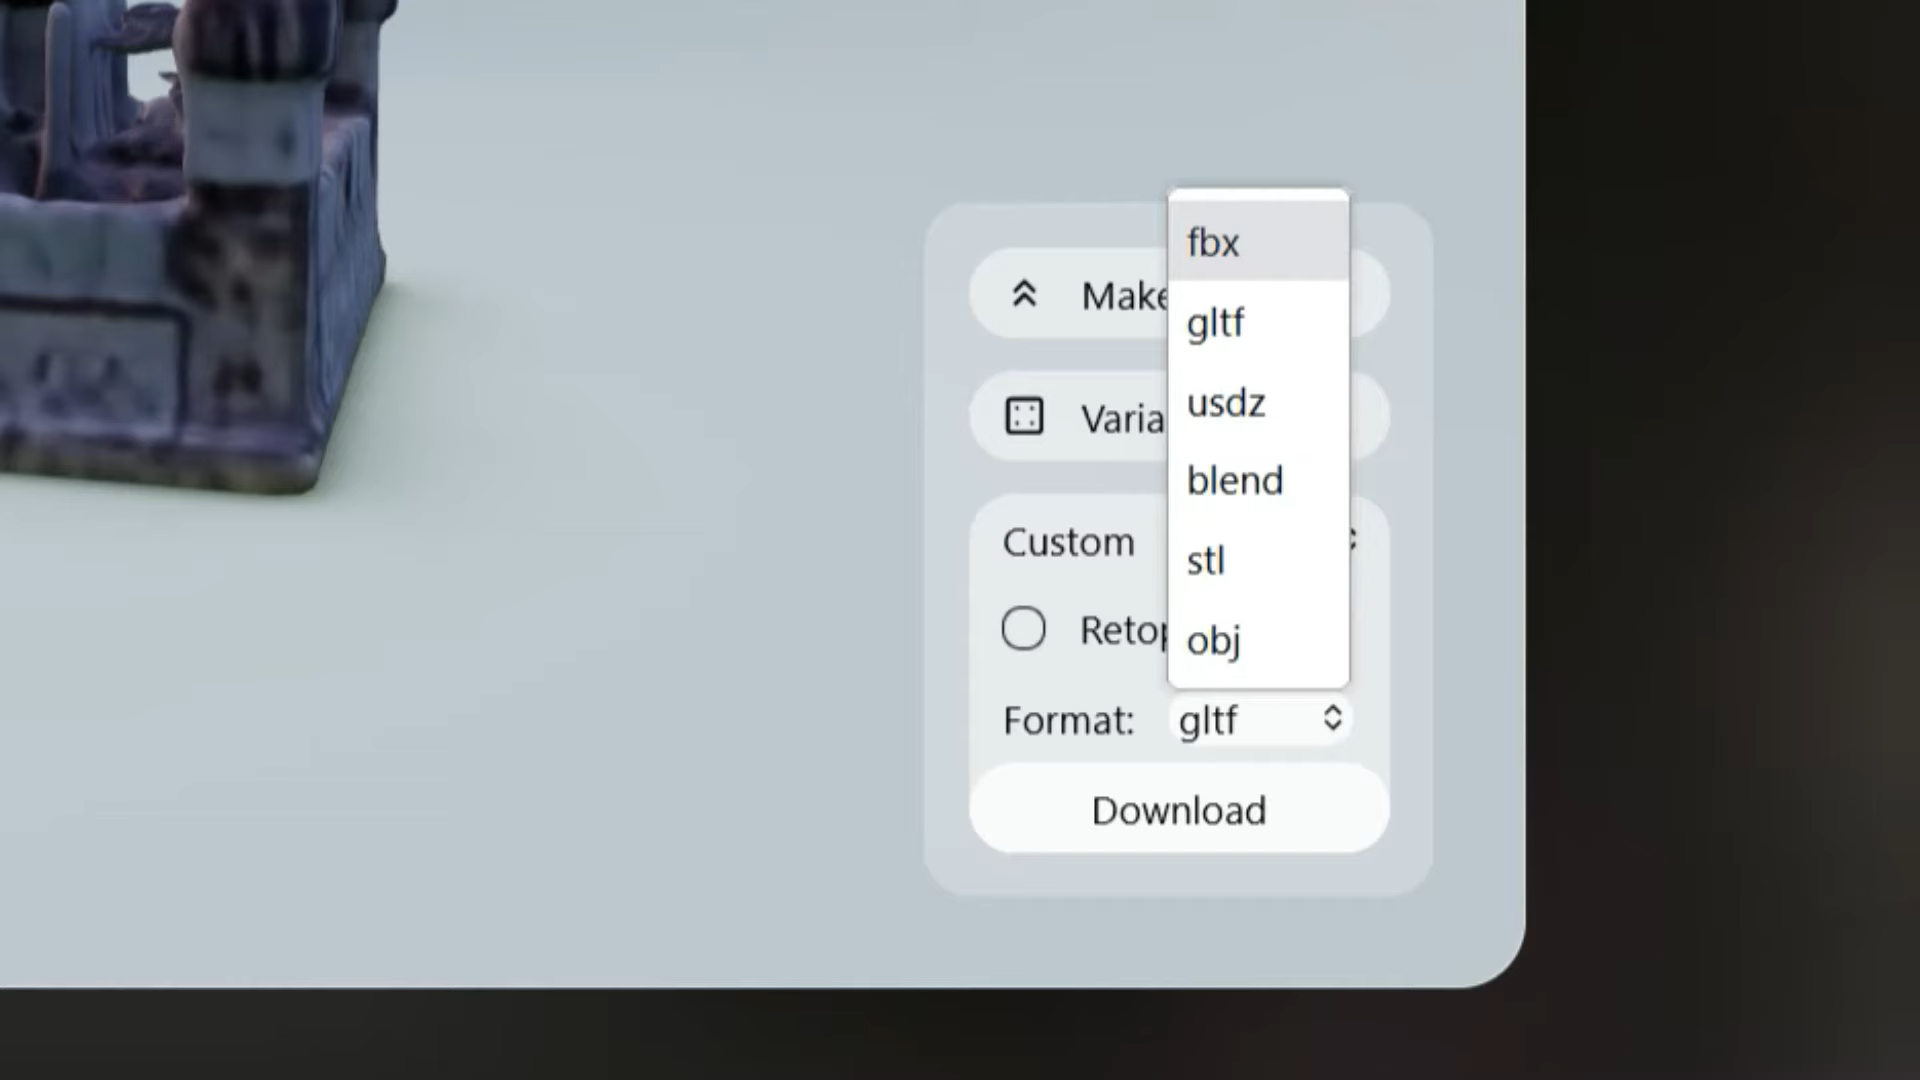 fbx
Make
gltf
usdz
Varia
blend
Custom
stl
Retop
obj
Format: gltf
Download